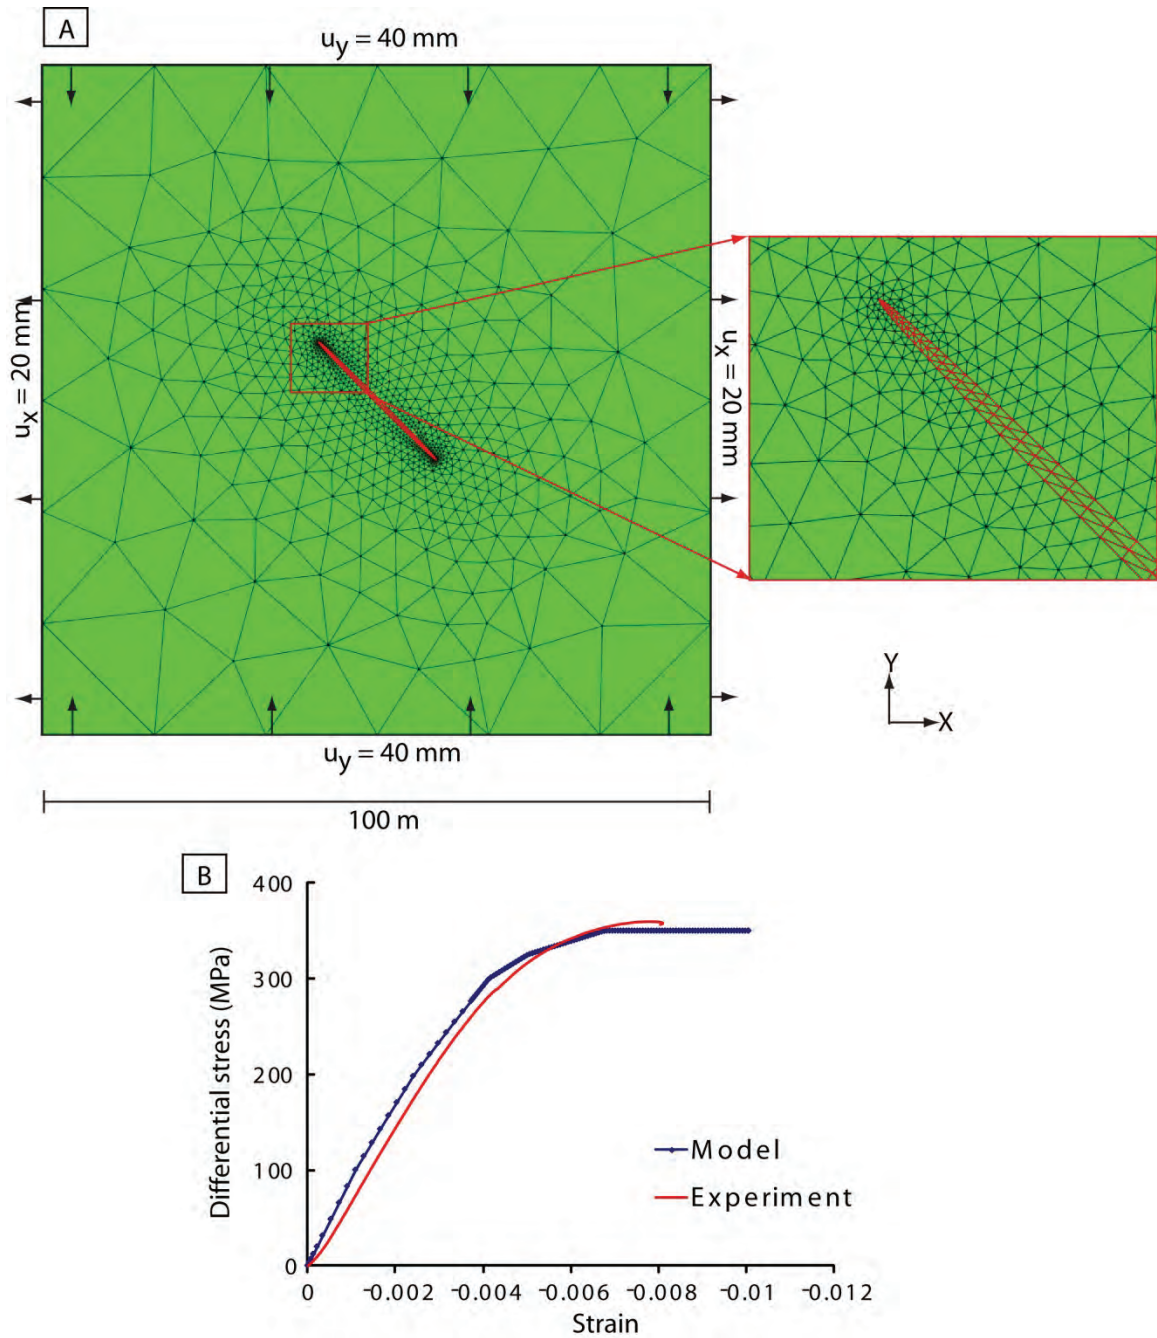 A
uy = 40 mm
ux = 20 mm
ux = 20 mm
uy = 40 mm
Y
X
100 m
B
Differential stress (MPa)
400
300
200
100
0
Model
Experiment
0
-0.002
-0.004
-0.006
-0.008
-0.01
-0.012
Strain